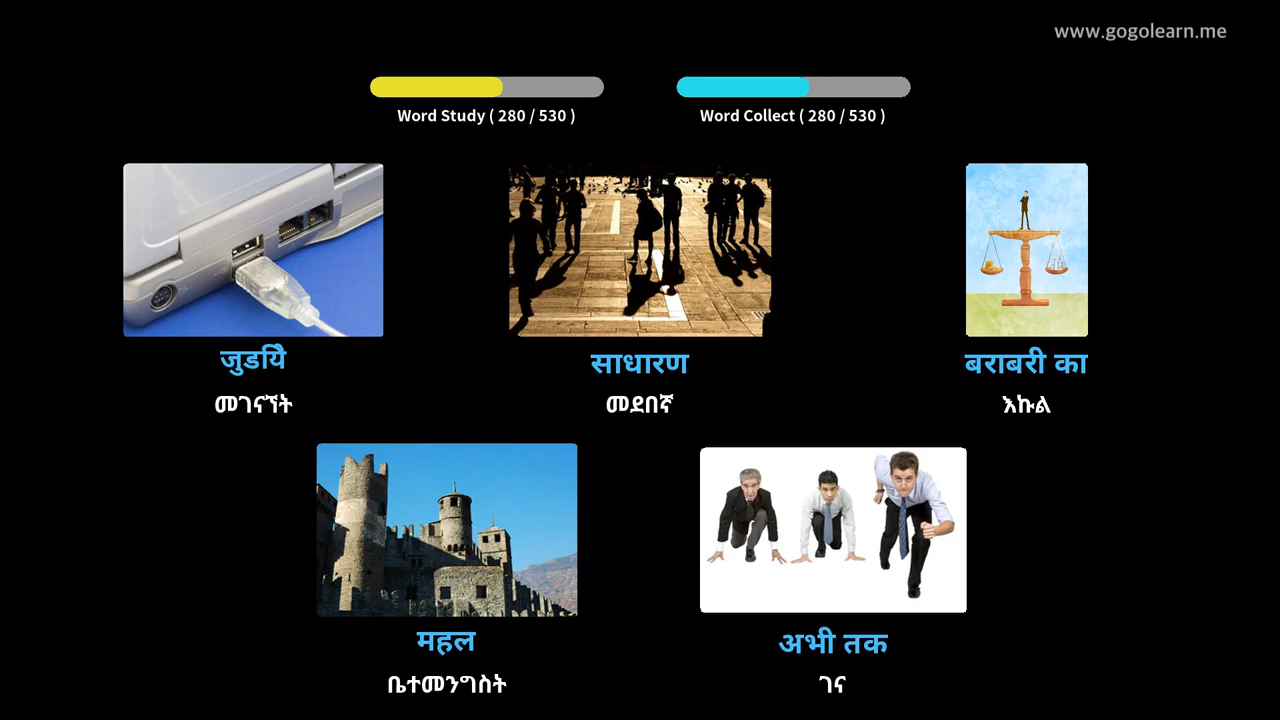 www.gogolearn.me
Word Study ( 280 / 530 )
Word Collect ( 280 / 530 )
जुडयिे
साधारण
बराबरी का
መገናኘት
መደበኛ
እኩል
महल
अभी तक
ቤተመንግስት
ገና